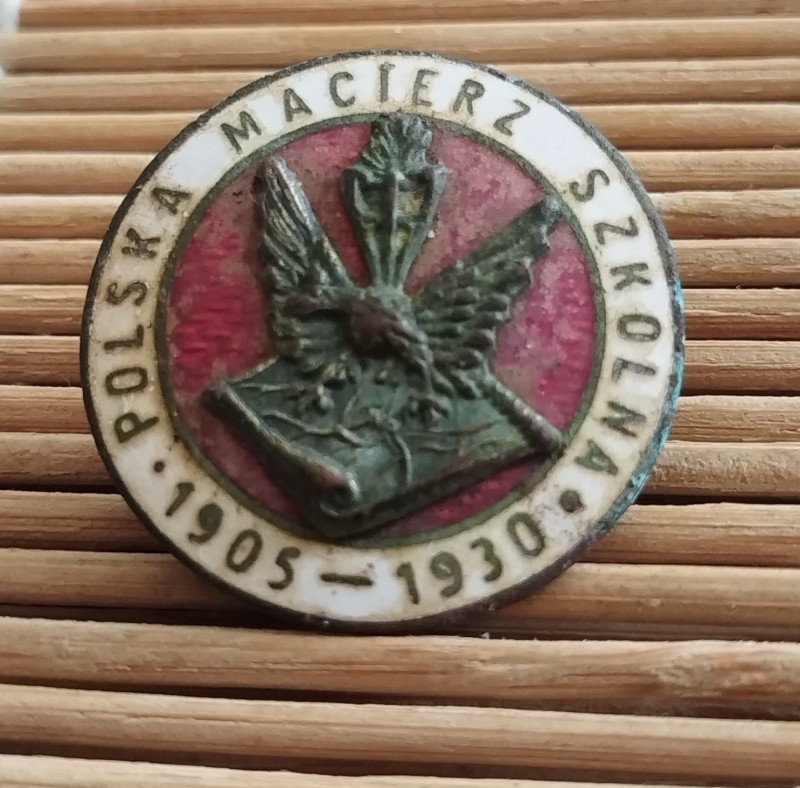 POLSKA MACIERZ SZKOLNA
· 1905 — 1930 ·